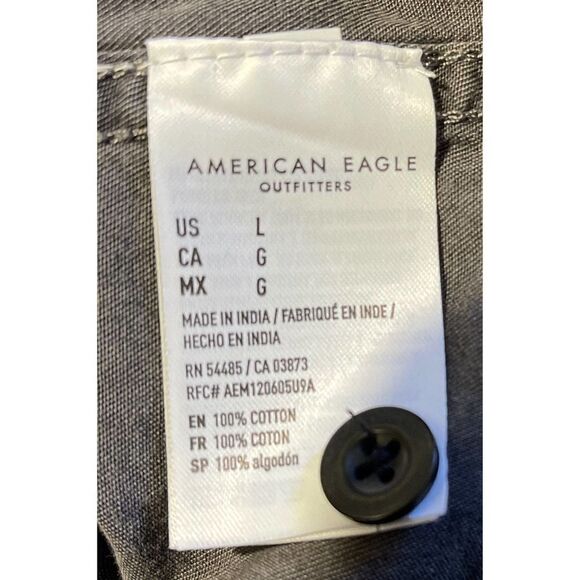 AMERICAN EAGLE
OUTFITTERS
US L
CA G
MX G
MADE IN INDIA / FABRIQUÉ EN INDE /
HECHO EN INDIA
RN 54485 / CA 03873
RFC# AEM120605U9A
EN 100% COTTON
FR 100% COTON
SP 100% algodón